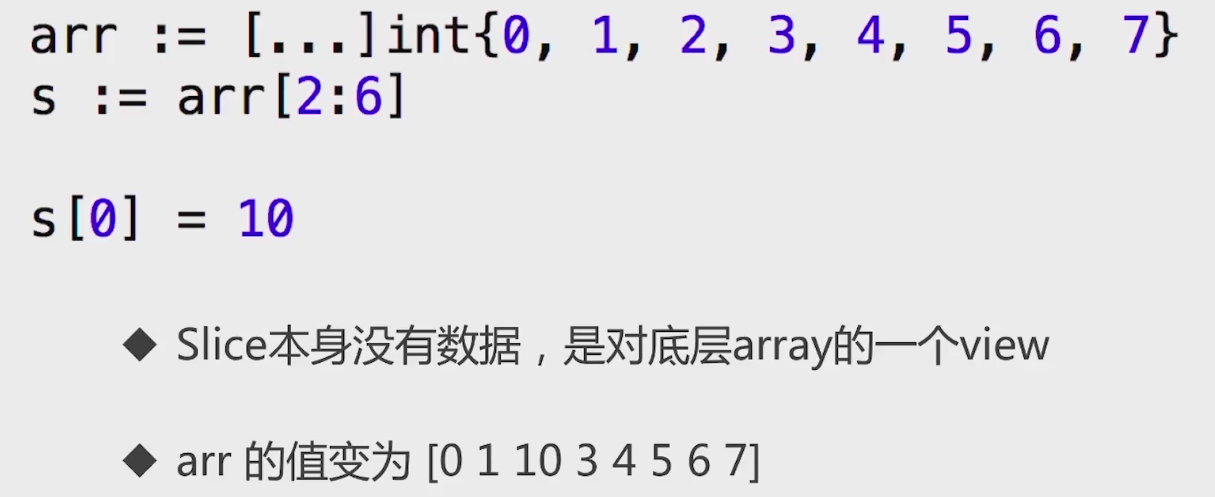 arr := [...]int{0, 1, 2, 3, 4, 5, 6, 7}
s := arr[2:6]
s[0] = 10
◆ Slice本身没有数据，是对底层array的一个view
◆ arr 的值变为 [0 1 10 3 4 5 6 7]